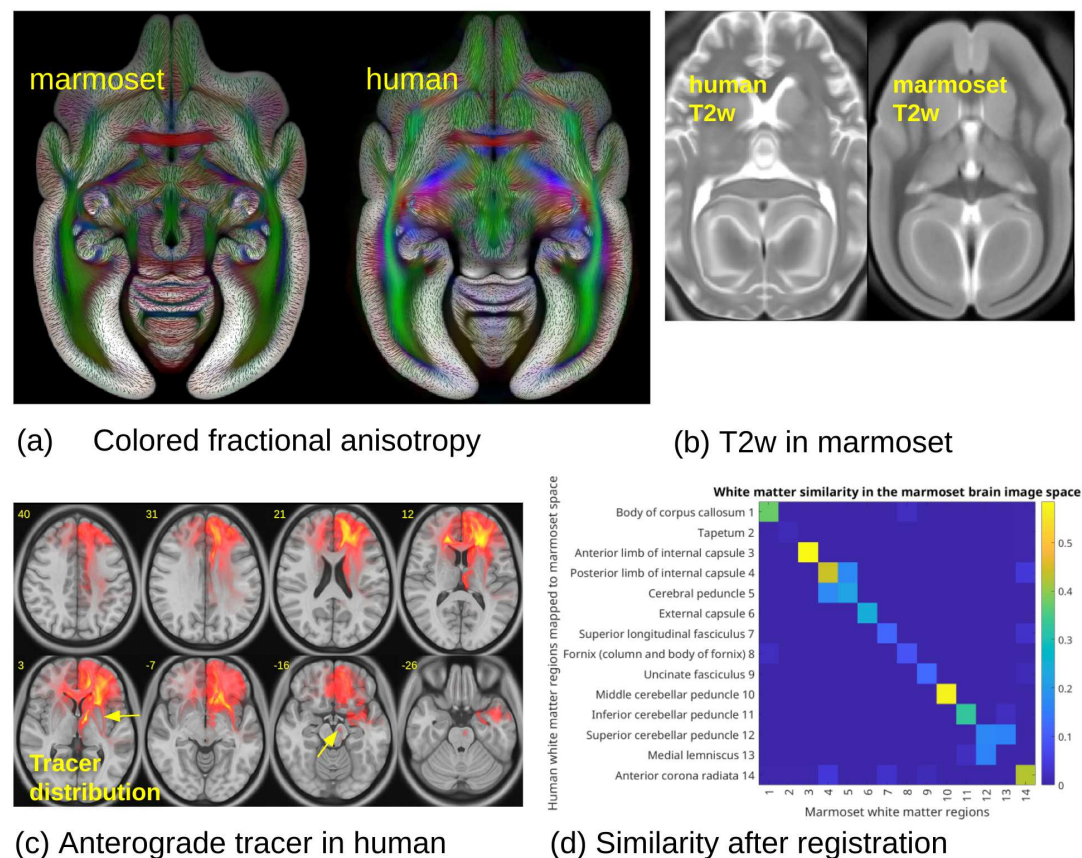 marmoset
human
(a) Colored fractional anisotropy
human
T2w
marmoset
T2w
(b) T2w in marmoset
40
31
21
12
3
-7
-16
-26
Tracer
distribution
(c) Anterograde tracer in human
White matter similarity in the marmoset brain image space
Human white matter regions mapped to marmoset space
Body of corpus callosum 1
Tapetum 2
Anterior limb of internal capsule 3
Posterior limb of internal capsule 4
Cerebral peduncle 5
External capsule 6
Superior longitudinal fasciculus 7
Fornix (column and body of fornix) 8
Uncinate fasciculus 9
Middle cerebellar peduncle 10
Inferior cerebellar peduncle 11
Superior cerebellar peduncle 12
Medial lemniscus 13
Anterior corona radiata 14
1 2 3 4 5 6 7 8 9 10 11 12 13 14
Marmoset white matter regions
0.5
0.4
0.3
0.2
0.1
0
(d) Similarity after registration